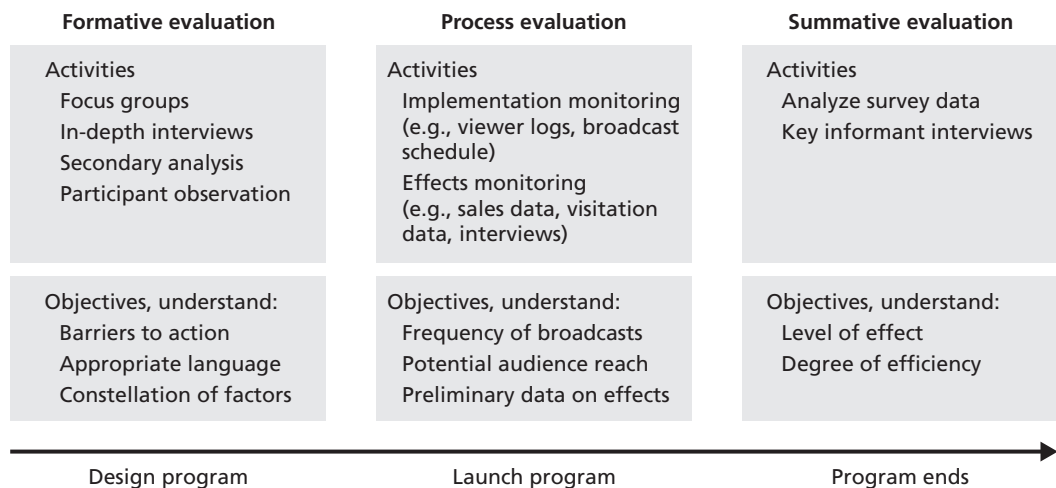 Formative evaluation
Activities
Focus groups
In-depth interviews
Secondary analysis
Participant observation
Objectives, understand:
Barriers to action
Appropriate language
Constellation of factors
Design program
Process evaluation
Activities
Implementation monitoring
(e.g., viewer logs, broadcast
schedule)
Effects monitoring
(e.g., sales data, visitation
data, interviews)
Objectives, understand:
Frequency of broadcasts
Potential audience reach
Preliminary data on effects
Launch program
Summative evaluation
Activities
Analyze survey data
Key informant interviews
Objectives, understand:
Level of effect
Degree of efficiency
Program ends